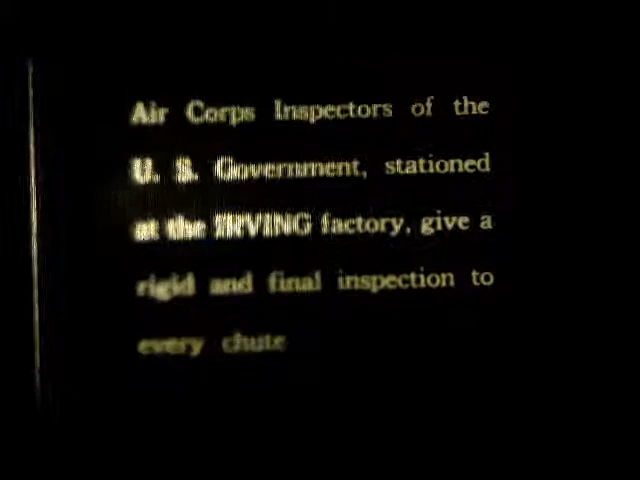 Air Corps Inspectors of the
U. S. Government, stationed
at the IRVING factory, give a
rigid and final inspection to
every chute